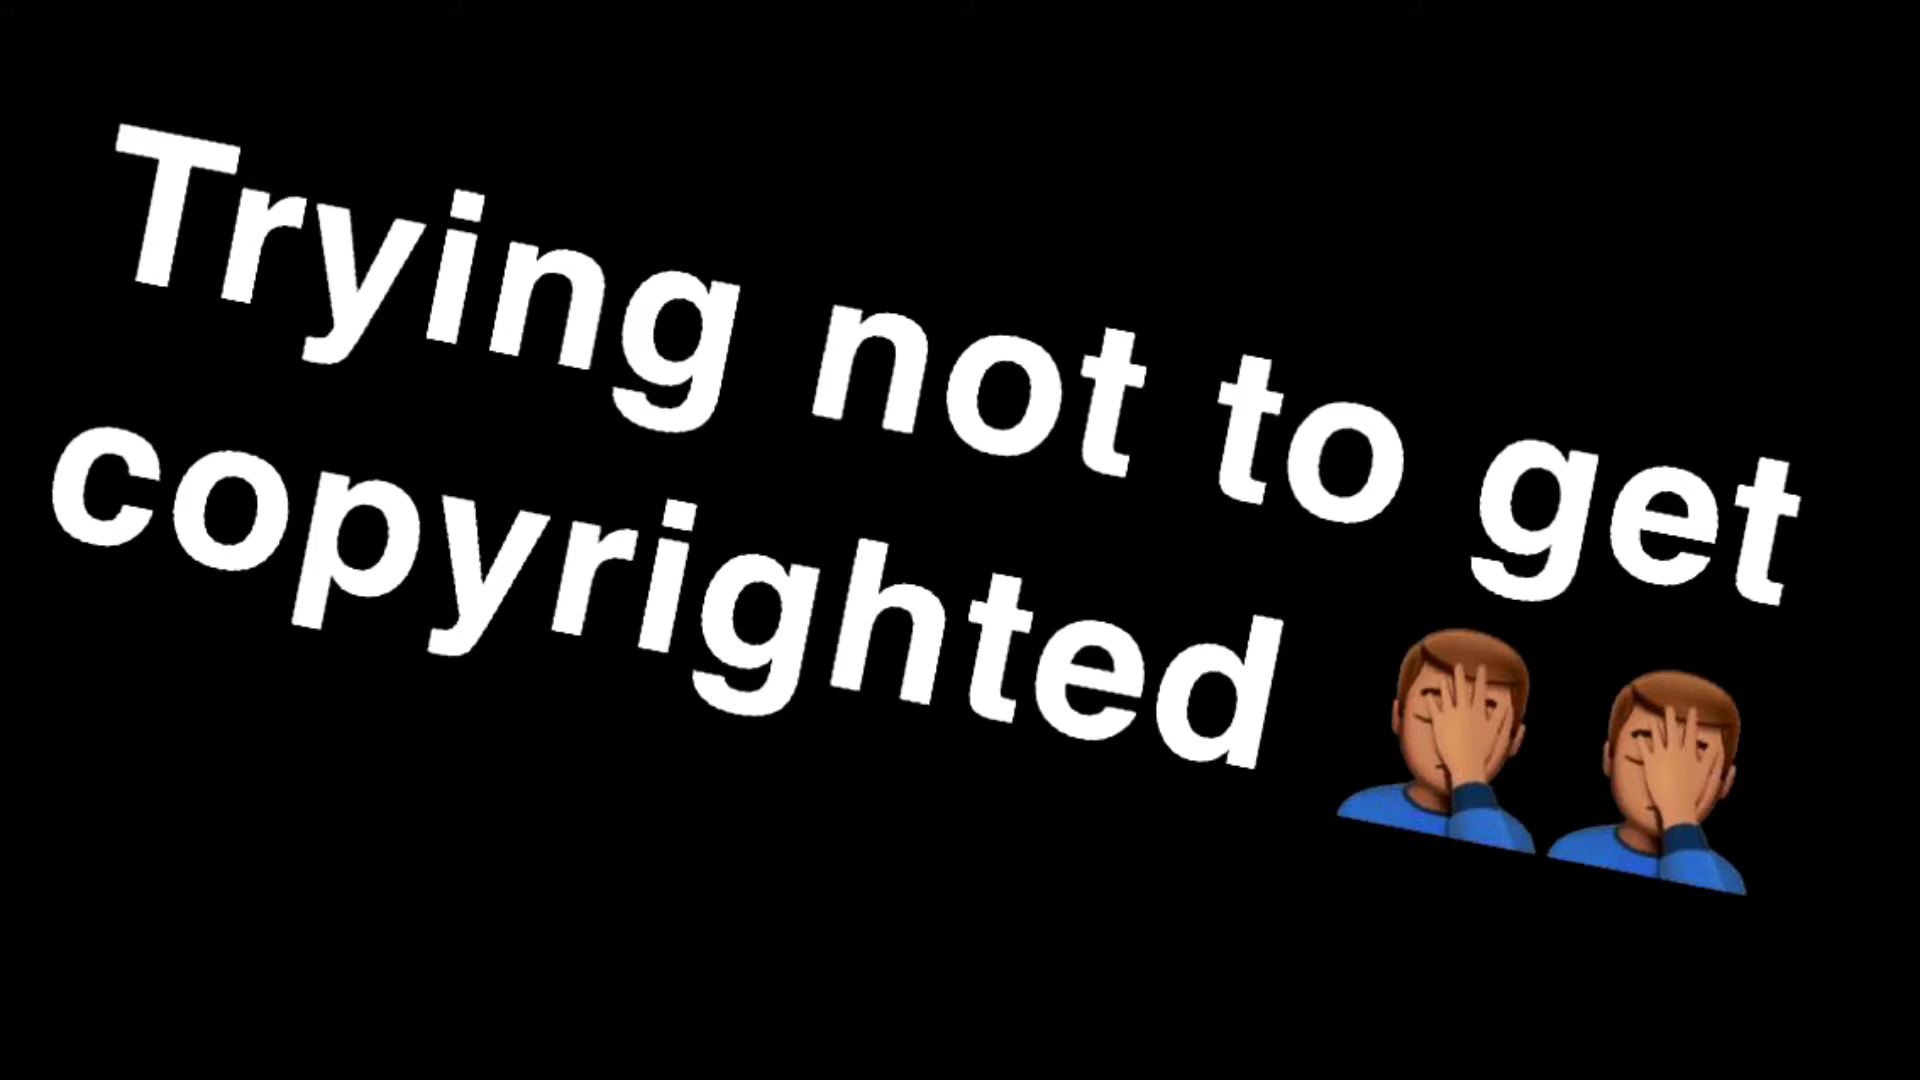 Trying not to get
copyrighted 🤦🏽‍♂️🤦🏽‍♂️